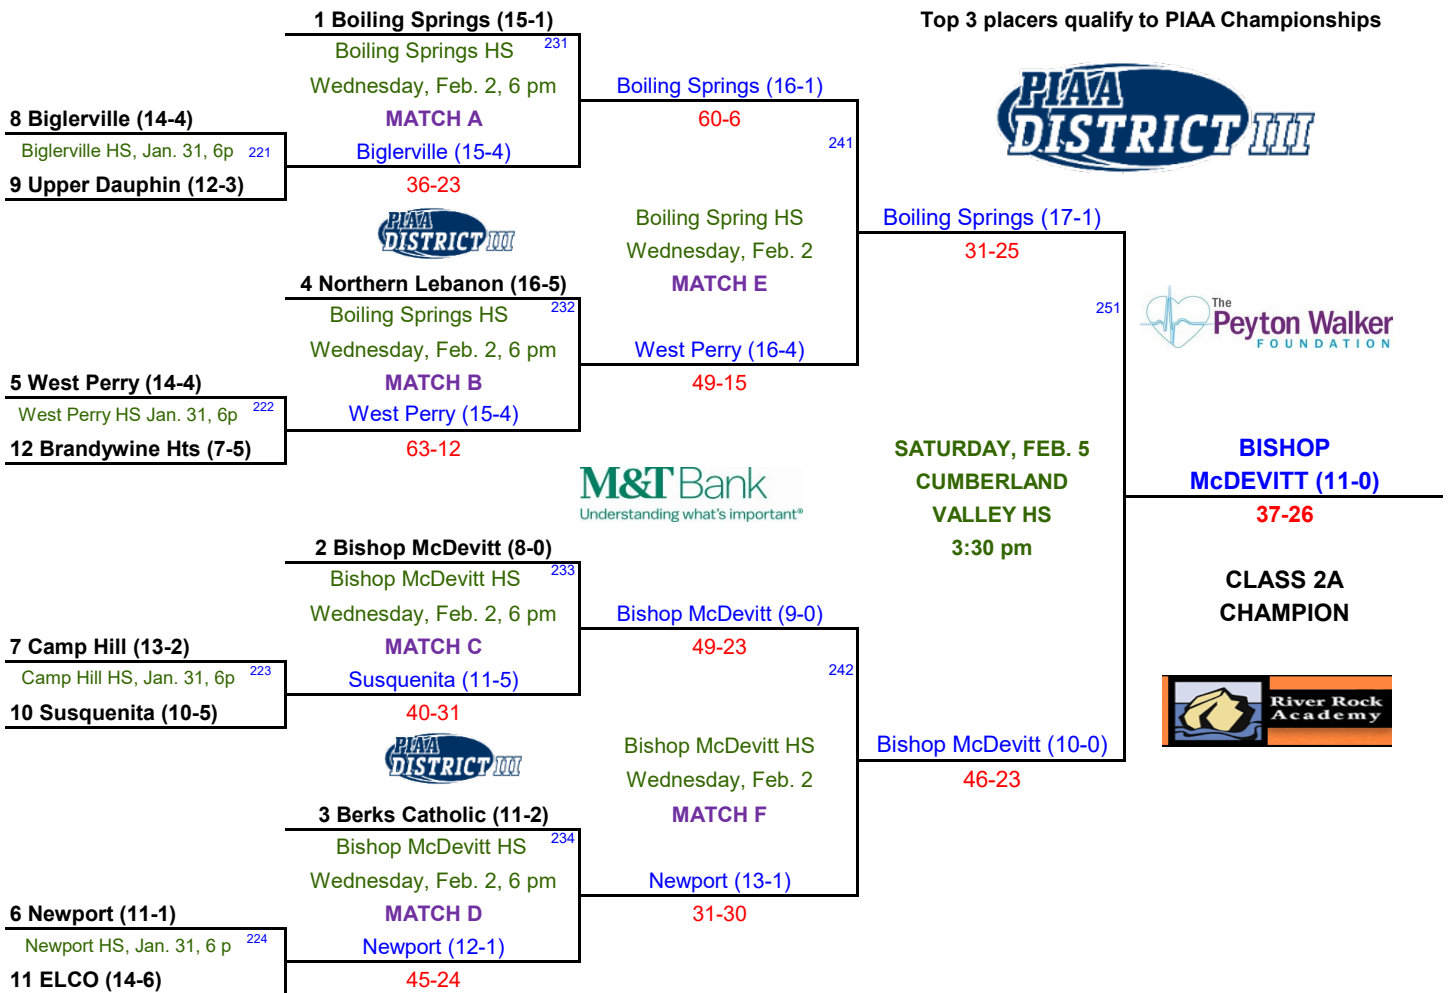 1 Boiling Springs (15-1)
Top 3 placers qualify to PIAA Championships
Boiling Springs HS 231
Wednesday, Feb. 2, 6 pm
Boiling Springs (16-1)
PIAA
DISTRICT III
8 Biglerville (14-4)
MATCH A
60-6
Biglerville HS, Jan. 31, 6p 221
Biglerville (15-4)
241
9 Upper Dauphin (12-3)
36-23
PIAA
DISTRICT III
Boiling Spring HS
Boiling Springs (17-1)
Wednesday, Feb. 2
31-25
4 Northern Lebanon (16-5)
MATCH E
Boiling Springs HS 232
251
The
Peyton Walker
FOUNDATION
Wednesday, Feb. 2, 6 pm
West Perry (16-4)
5 West Perry (14-4)
MATCH B
49-15
West Perry HS Jan. 31, 6p 222
West Perry (15-4)
12 Brandywine Hts (7-5)
63-12
SATURDAY, FEB. 5
BISHOP
M&T Bank
CUMBERLAND
McDEVITT (11-0)
Understanding what's important®
VALLEY HS
37-26
2 Bishop McDevitt (8-0)
3:30 pm
Bishop McDevitt HS 233
CLASS 2A
Wednesday, Feb. 2, 6 pm
Bishop McDevitt (9-0)
CHAMPION
7 Camp Hill (13-2)
MATCH C
49-23
Camp Hill HS, Jan. 31, 6p 223
Susquenita (11-5)
242
10 Susquenita (10-5)
40-31
River Rock
Academy
PIAA
DISTRICT III
Bishop McDevitt HS
Bishop McDevitt (10-0)
Wednesday, Feb. 2
46-23
3 Berks Catholic (11-2)
MATCH F
Bishop McDevitt HS 234
Wednesday, Feb. 2, 6 pm
Newport (13-1)
6 Newport (11-1)
MATCH D
31-30
Newport HS, Jan. 31, 6 p 224
Newport (12-1)
11 ELCO (14-6)
45-24